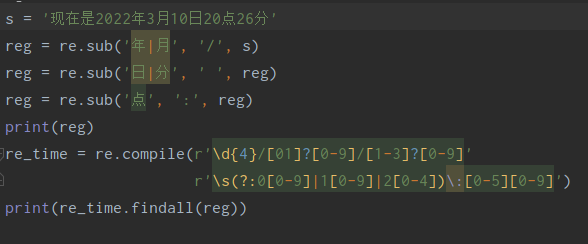 s = '现在是2022年3月10日20点26分'
reg = re.sub('年|月', '/', s)
reg = re.sub('日|分', ' ', reg)
reg = re.sub('点', ':', reg)
print(reg)
re_time = re.compile(r'\d{4}/[01]?[0-9]/[1-3]?[0-9]'
r'\s(?:0[0-9]|1[0-9]|2[0-4])\:[0-5][0-9]')
print(re_time.findall(reg))